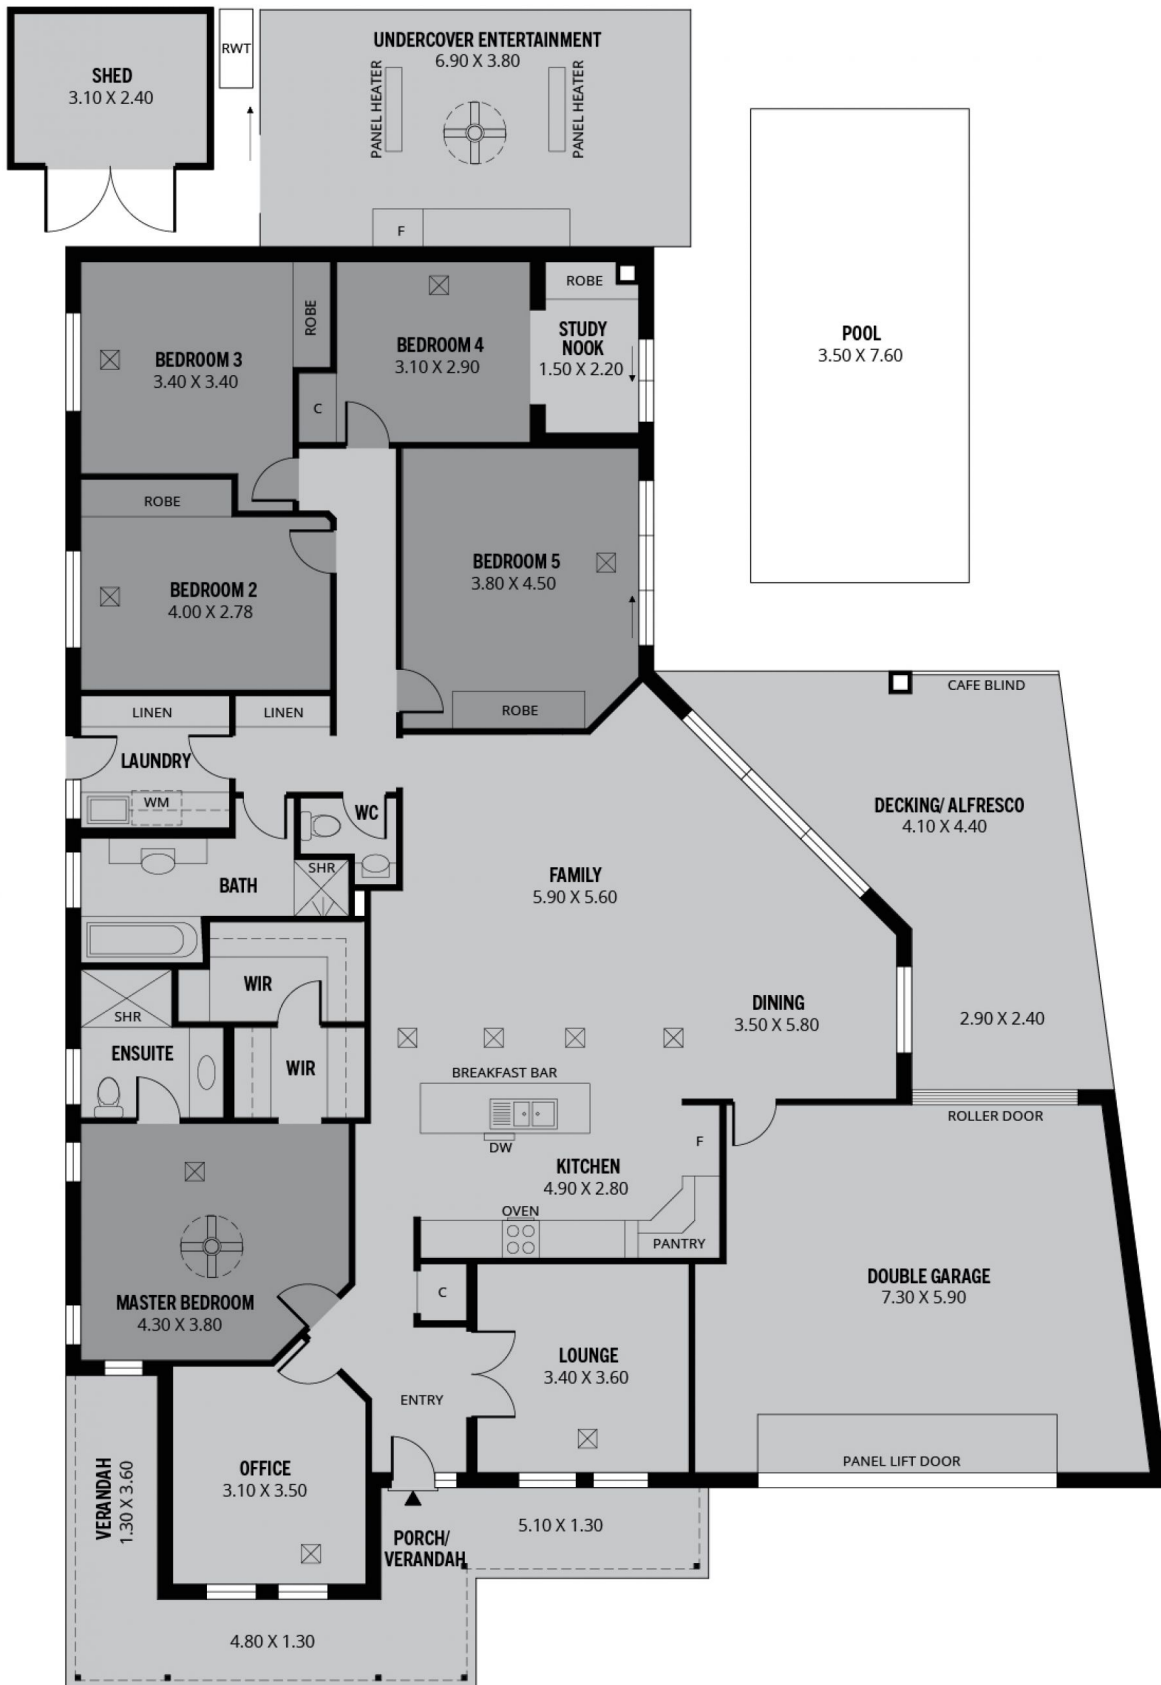 SHED
3.10 X 2.40
RWT
UNDERCOVER ENTERTAINMENT
6.90 X 3.80
PANEL HEATER
PANEL HEATER
F
POOL
3.50 X 7.60
BEDROOM 3
3.40 X 3.40
ROBE
C
BEDROOM 4
3.10 X 2.90
ROBE
STUDY
NOOK
1.50 X 2.20
ROBE
BEDROOM 2
4.00 X 2.78
BEDROOM 5
3.80 X 4.50
ROBE
LINEN
LINEN
LAUNDRY
WM
WC
SHR
BATH
CAFE BLIND
DECKING/ ALFRESCO
4.10 X 4.40
FAMILY
5.90 X 5.60
WIR
SHR
ENSUITE
WIR
DINING
3.50 X 5.80
2.90 X 2.40
BREAKFAST BAR
DW
ROLLER DOOR
F
KITCHEN
4.90 X 2.80
OVEN
PANTRY
MASTER BEDROOM
4.30 X 3.80
C
DOUBLE GARAGE
7.30 X 5.90
LOUNGE
3.40 X 3.60
ENTRY
PANEL LIFT DOOR
OFFICE
3.10 X 3.50
VERANDAH
1.30 X 3.60
PORCH/
VERANDAH
5.10 X 1.30
4.80 X 1.30